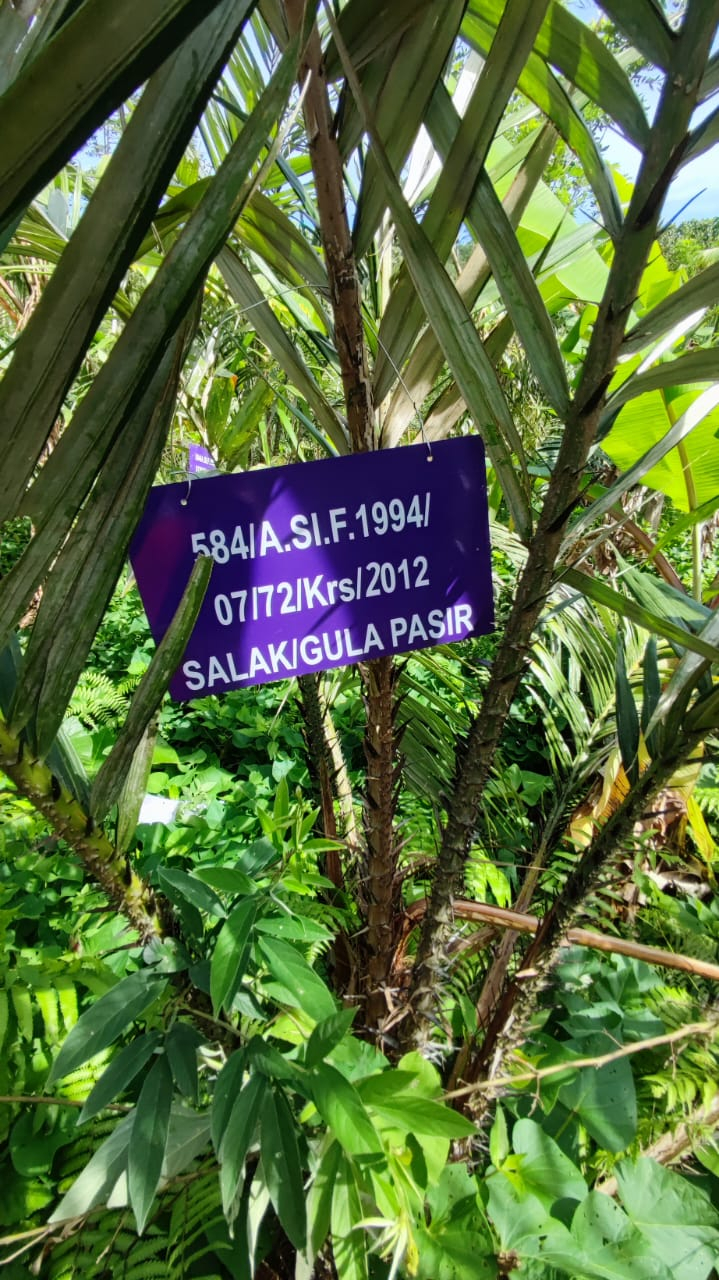 584/A.SI.F.1994/
07/72/Krs/2012
SALAK/GULA PASIR